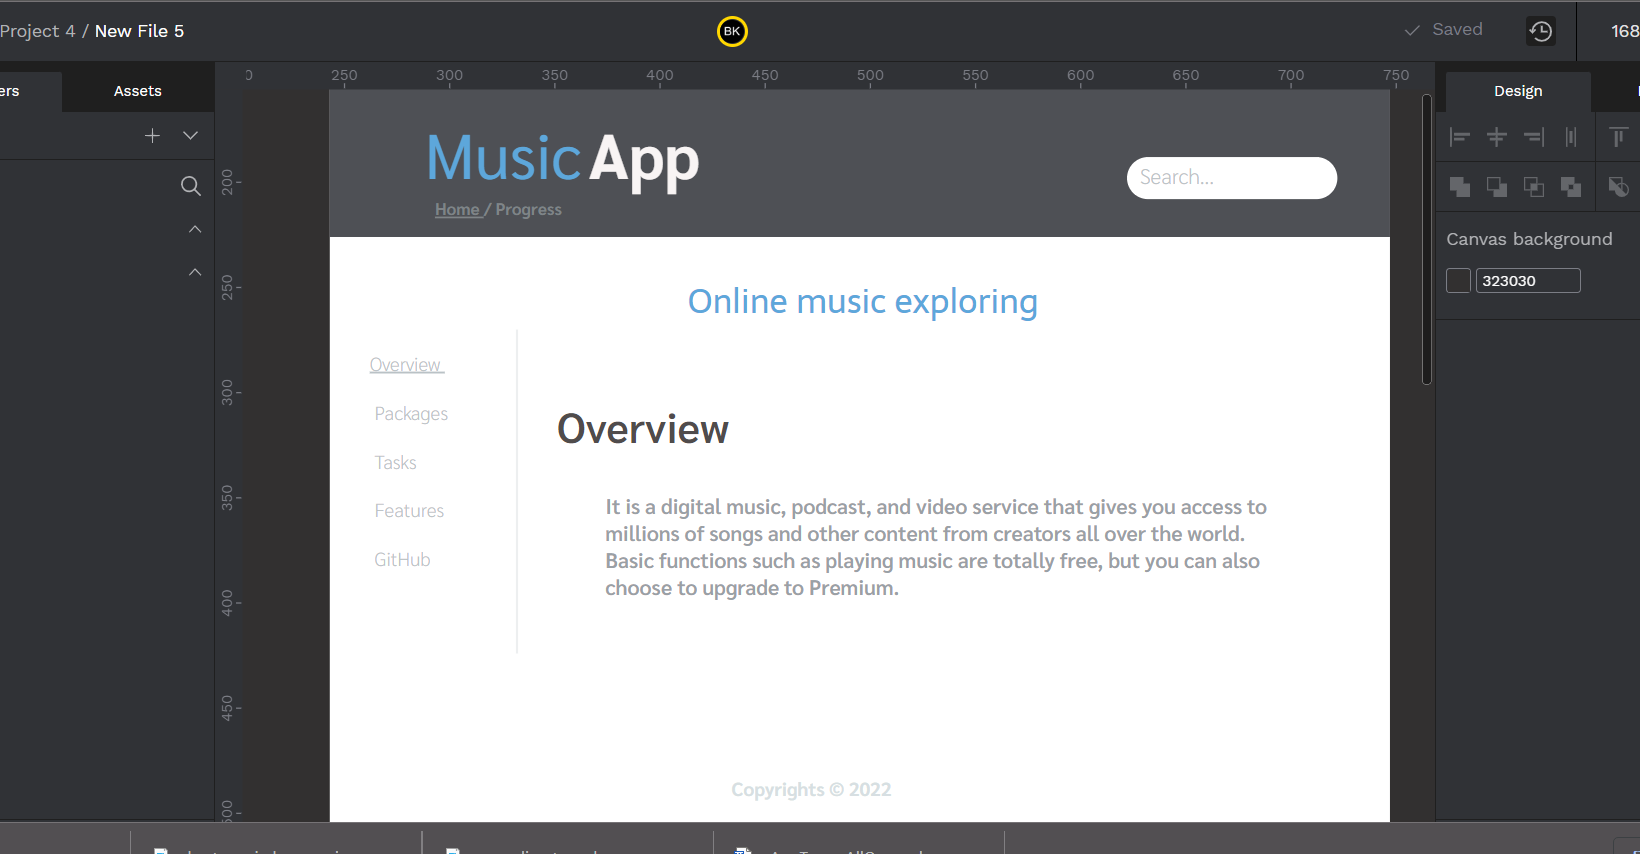 Project 4 / New File 5
BK
Saved
168
ers
Assets
Design
0 250 300 350 400 450 500 550 600 650 700 750
200
250
300
350
400
450
500
Music App
Home / Progress
Search...
Canvas background
323030
Online music exploring
Overview
Packages
Tasks
Features
GitHub
Overview
It is a digital music, podcast, and video service that gives you access to
millions of songs and other content from creators all over the world.
Basic functions such as playing music are totally free, but you can also
choose to upgrade to Premium.
Copyrights © 2022